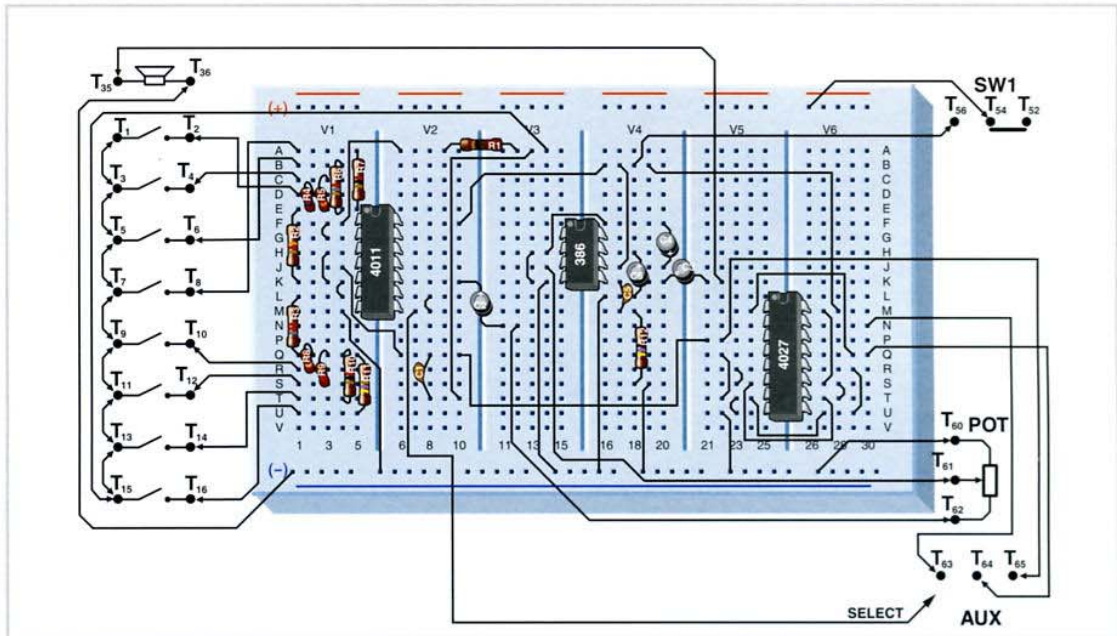 T35
T36
SW1
T56
T54
T52
(+)
V1
V2
V3
V4
V5
V6
T1
T2
T3
T4
T5
T6
T7
T8
T9
T10
T11
T12
T13
T14
T15
T16
A
B
C
D
E
F
G
H
J
K
L
M
N
P
Q
R
S
T
U
V
A
B
C
D
E
F
G
H
J
K
L
M
N
P
Q
R
S
T
U
V
R1
R7
4011
386
4027
1
3
5
6
8
10
11
13
15
16
18
20
21
23
25
26
28
30
(-)
T60
POT
T61
T62
T63
T64
T65
SELECT
AUX